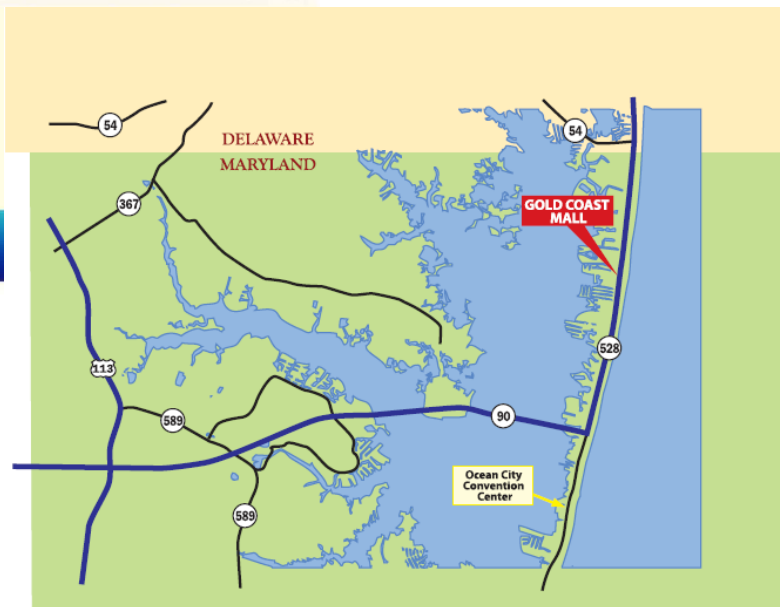 54
54
DELAWARE
MARYLAND
367
GOLD COAST
MALL
528
113
90
589
Ocean City
Convention
Center
589